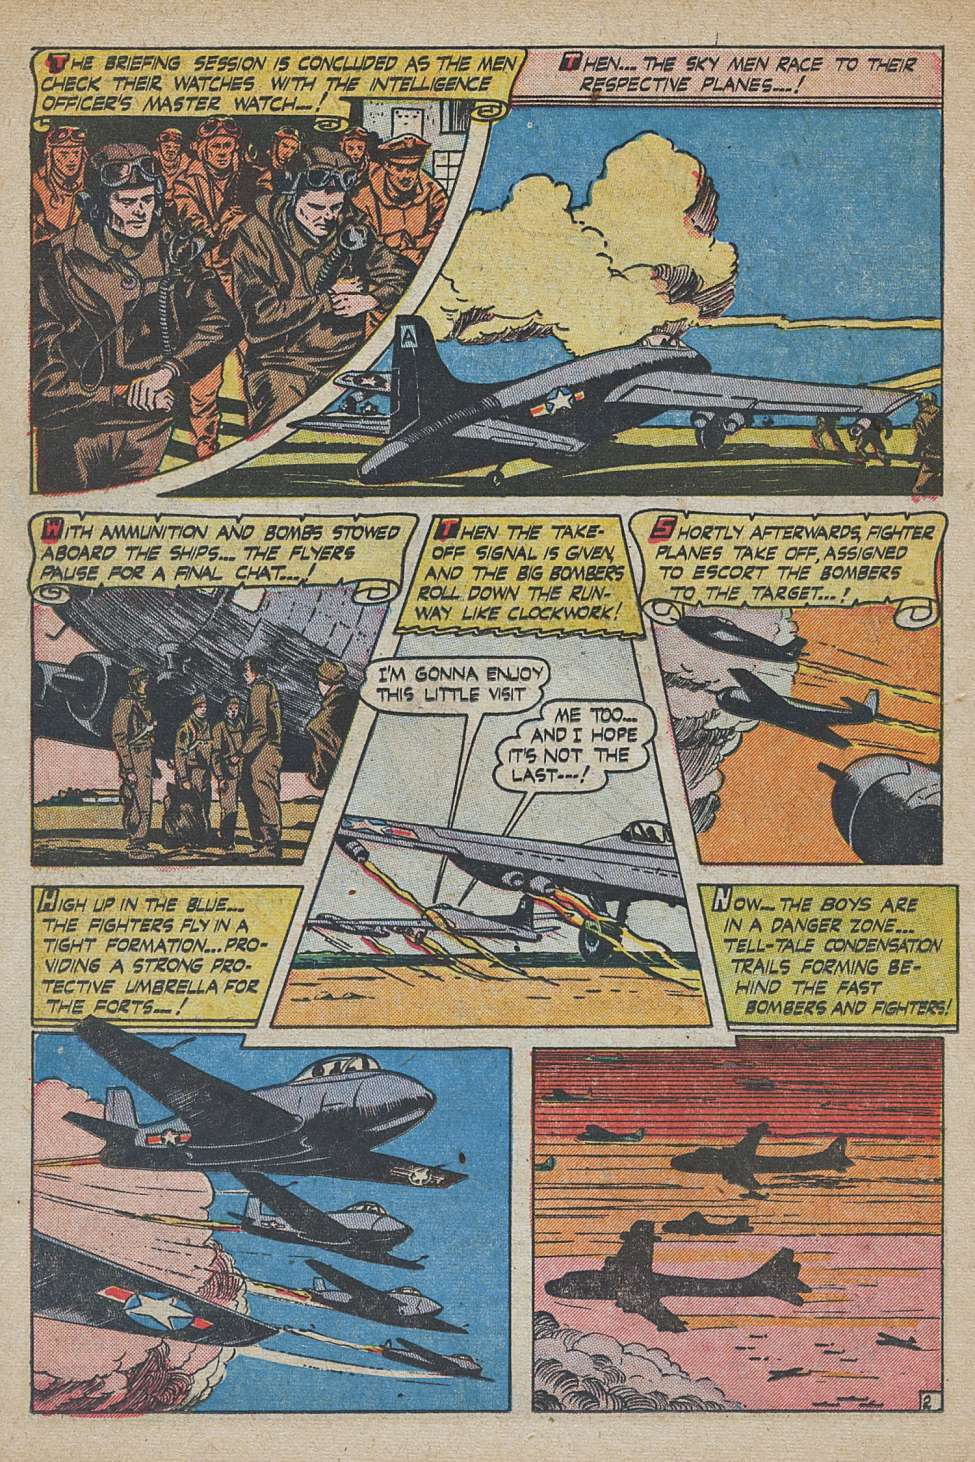 THE BRIEFING SESSION IS CONCLUDED AS THE MEN
CHECK THEIR WATCHES WITH THE INTELLIGENCE
OFFICER'S MASTER WATCH---!
THEN... THE SKY MEN RACE TO THEIR
RESPECTIVE PLANES---!
A
WITH AMMUNITION AND BOMBS STOWED
ABOARD THE SHIPS... THE FLYERS
PAUSE FOR A FINAL CHAT---!
THEN THE TAKE-
OFF SIGNAL IS GIVEN,
AND THE BIG BOMBERS
ROLL DOWN THE RUN-
WAY LIKE CLOCKWORK!
I'M GONNA ENJOY
THIS LITTLE VISIT
ME TOO...
AND I HOPE
IT'S NOT THE
LAST---!
SHORTLY AFTERWARDS, FIGHTER
PLANES TAKE OFF, ASSIGNED
TO ESCORT THE BOMBERS
TO THE TARGET---!
HIGH UP IN THE BLUE...
THE FIGHTERS FLY IN A
TIGHT FORMATION...PRO-
VIDING A STRONG PRO-
TECTIVE UMBRELLA FOR
THE FORTS---!
NOW... THE BOYS ARE
IN A DANGER ZONE...
TELL-TALE CONDENSATION
TRAILS FORMING BE-
HIND THE FAST
BOMBERS AND FIGHTERS!
2